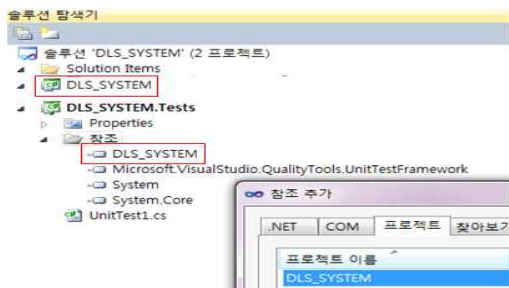 솔루션 탐색기
솔루션 'DLS_SYSTEM' (2 프로젝트)
Solution Items
DLS_SYSTEM
DLS_SYSTEM.Tests
Properties
참조
DLS_SYSTEM
Microsoft.VisualStudio.QualityTools.UnitTestFramework
System
System.Core
UnitTest1.cs
참조 추가
.NET COM 프로젝트 찾아보기
프로젝트 이름
DLS_SYSTEM